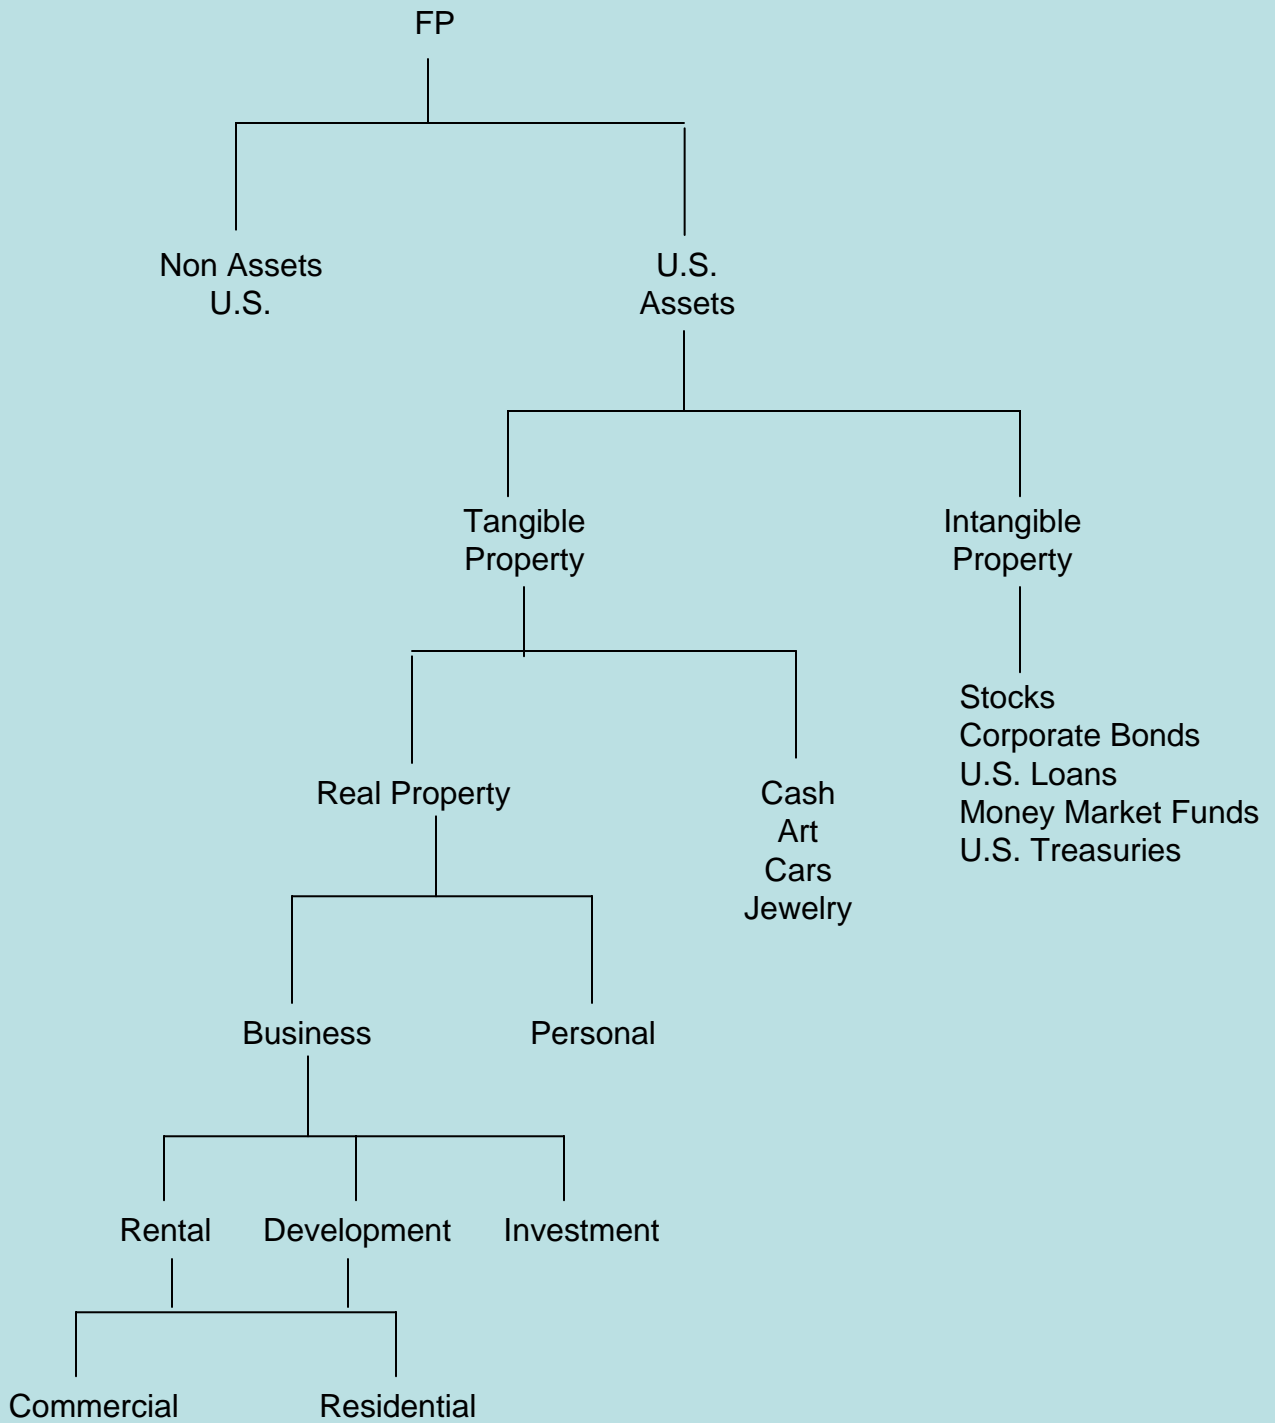 FP
Non Assets
U.S.
U.S.
Assets
Tangible
Property
Intangible
Property
Real Property
Cash
Art
Cars
Jewelry
Stocks
Corporate Bonds
U.S. Loans
Money Market Funds
U.S. Treasuries
Business
Personal
Rental
Development
Investment
Commercial
Residential